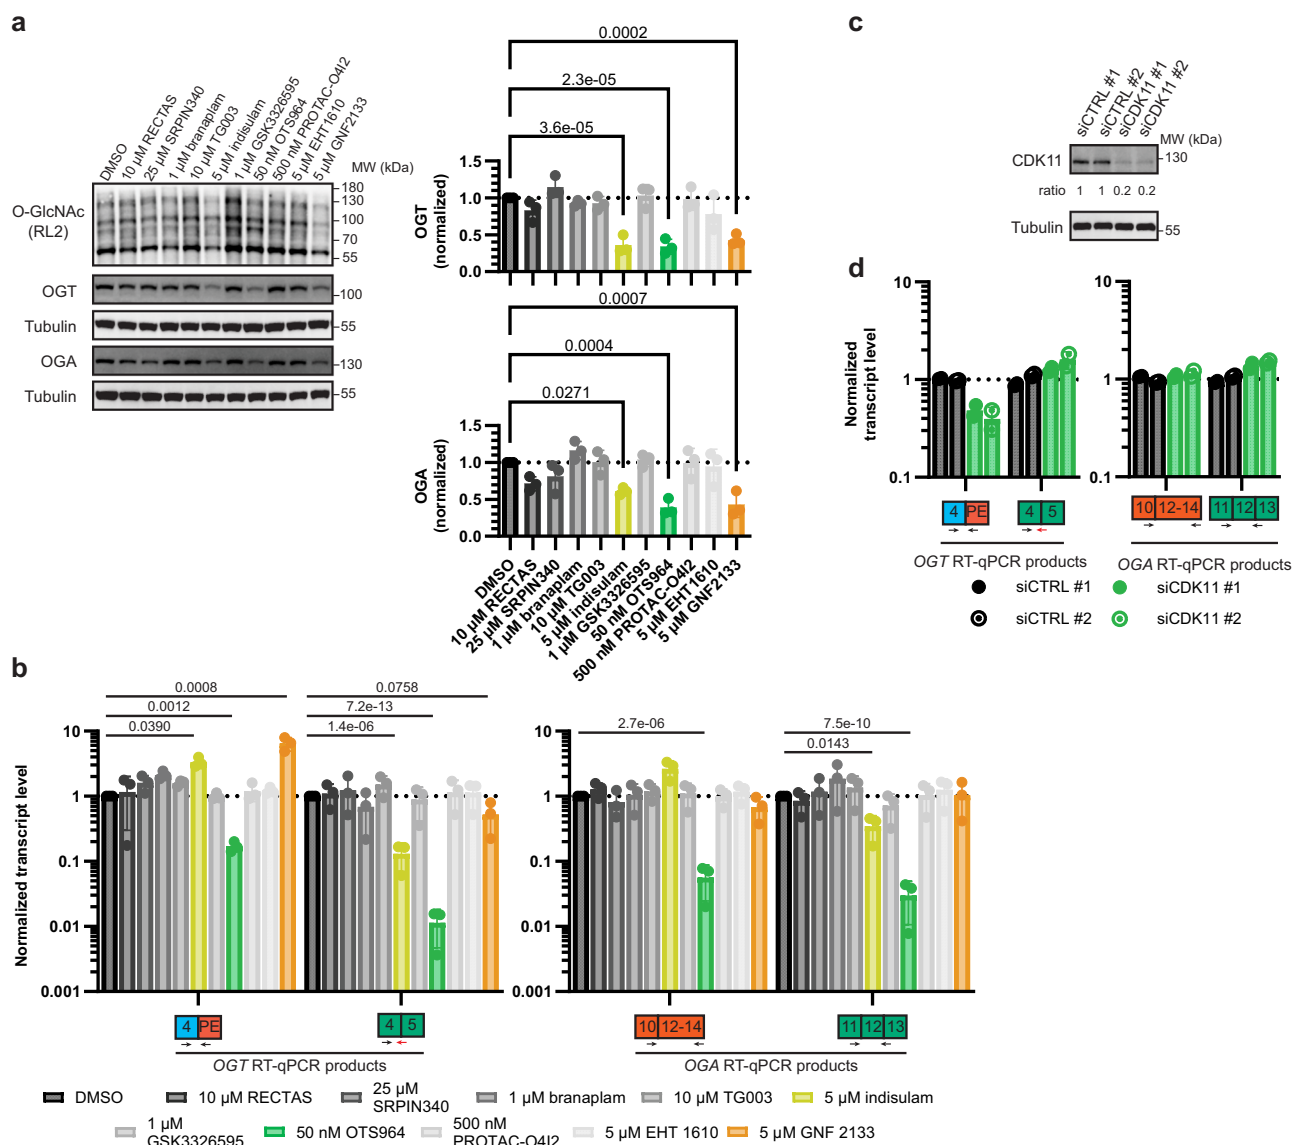 a
DMSO
10 µM RECTAS
25 µM SRPIN340
1 µM branaplam
10 µM TG003
5 µM indisulam
1 µM GSK3326595
50 nM OTS964
500 nM PROTAC-O4I2
5 µM EHT1610
5 µM GNF2133
MW (kDa)
O-GlcNAc
(RL2)
180
130
100
70
55
OGT
100
Tubulin
55
OGA
130
Tubulin
55
0.0002
2.3e-05
3.6e-05
OGT
(normalized)
1.5
1.0
0.5
0.0
0.0007
0.0004
0.0271
OGA
(normalized)
1.5
1.0
0.5
0.0
DMSO
10 µM RECTAS
25 µM SRPIN340
1 µM branaplam
10 µM TG003
5 µM indisulam
1 µM GSK3326595
50 nM OTS964
500 nM PROTAC-O4I2
5 µM EHT1610
5 µM GNF2133
c
siCTRL #1
siCTRL #2
siCDK11 #1
siCDK11 #2
MW (kDa)
CDK11
130
ratio 1 1 0.2 0.2
Tubulin
55
d
Normalized
transcript level
10
1
0.1
4 PE
4 5
OGT RT-qPCR products
10
1
0.1
10 12-14
11 12 13
OGA RT-qPCR products
siCTRL #1
siCDK11 #1
siCTRL #2
siCDK11 #2
b
Normalized transcript level
0.0008
0.0012
0.0390
0.0758
7.2e-13
1.4e-06
10
1
0.1
0.01
0.001
4 PE
4 5
OGT RT-qPCR products
2.7e-06
7.5e-10
0.0143
10
1
0.1
0.01
0.001
10 12-14
11 12 13
OGA RT-qPCR products
DMSO
10 µM RECTAS
25 µM
SRPIN340
1 µM branaplam
10 µM TG003
5 µM indisulam
1 µM
GSK3326595
50 nM OTS964
500 nM
PROTAC-O4I2
5 µM EHT 1610
5 µM GNF 2133